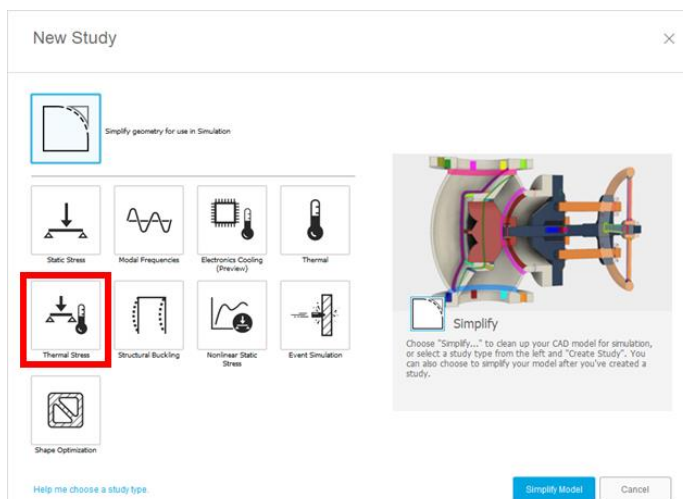 New Study
Simplify geometry for use in Simulation
Static Stress
Modal Frequencies
Electronics Cooling
(Preview)
Thermal
Thermal Stress
Structural Buckling
Nonlinear Static
Stress
Event Simulation
Shape Optimization
Simplify
Choose "Simplify..." to clean up your CAD model for simulation,
or select a study type from the left and "Create Study". You
can also choose to simplify your model after you've created a
study.
Help me choose a study type.
Simplify Model
Cancel